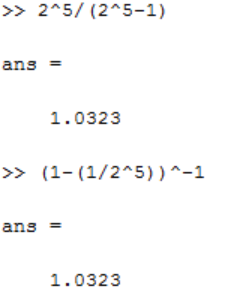 >> 2^5/(2^5-1)
ans =
1.0323
>> (1-(1/2^5))^-1
ans =
1.0323